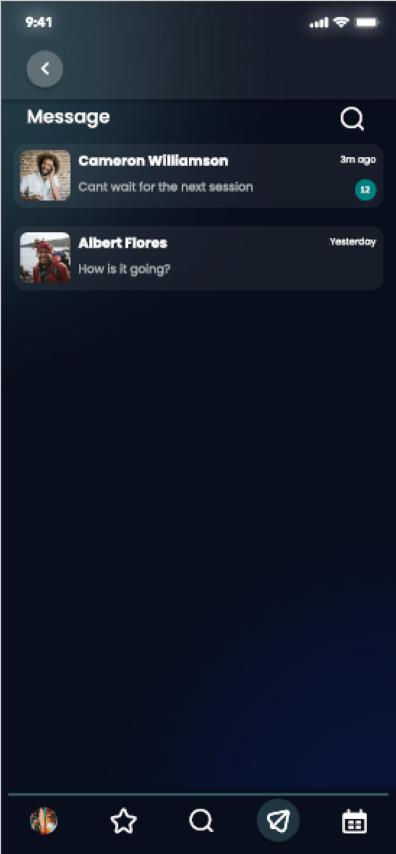 9:41
Message
Cameron Williamson
3m ago
Cant wait for the next session
12
Albert Flores
Yesterday
How is it going?